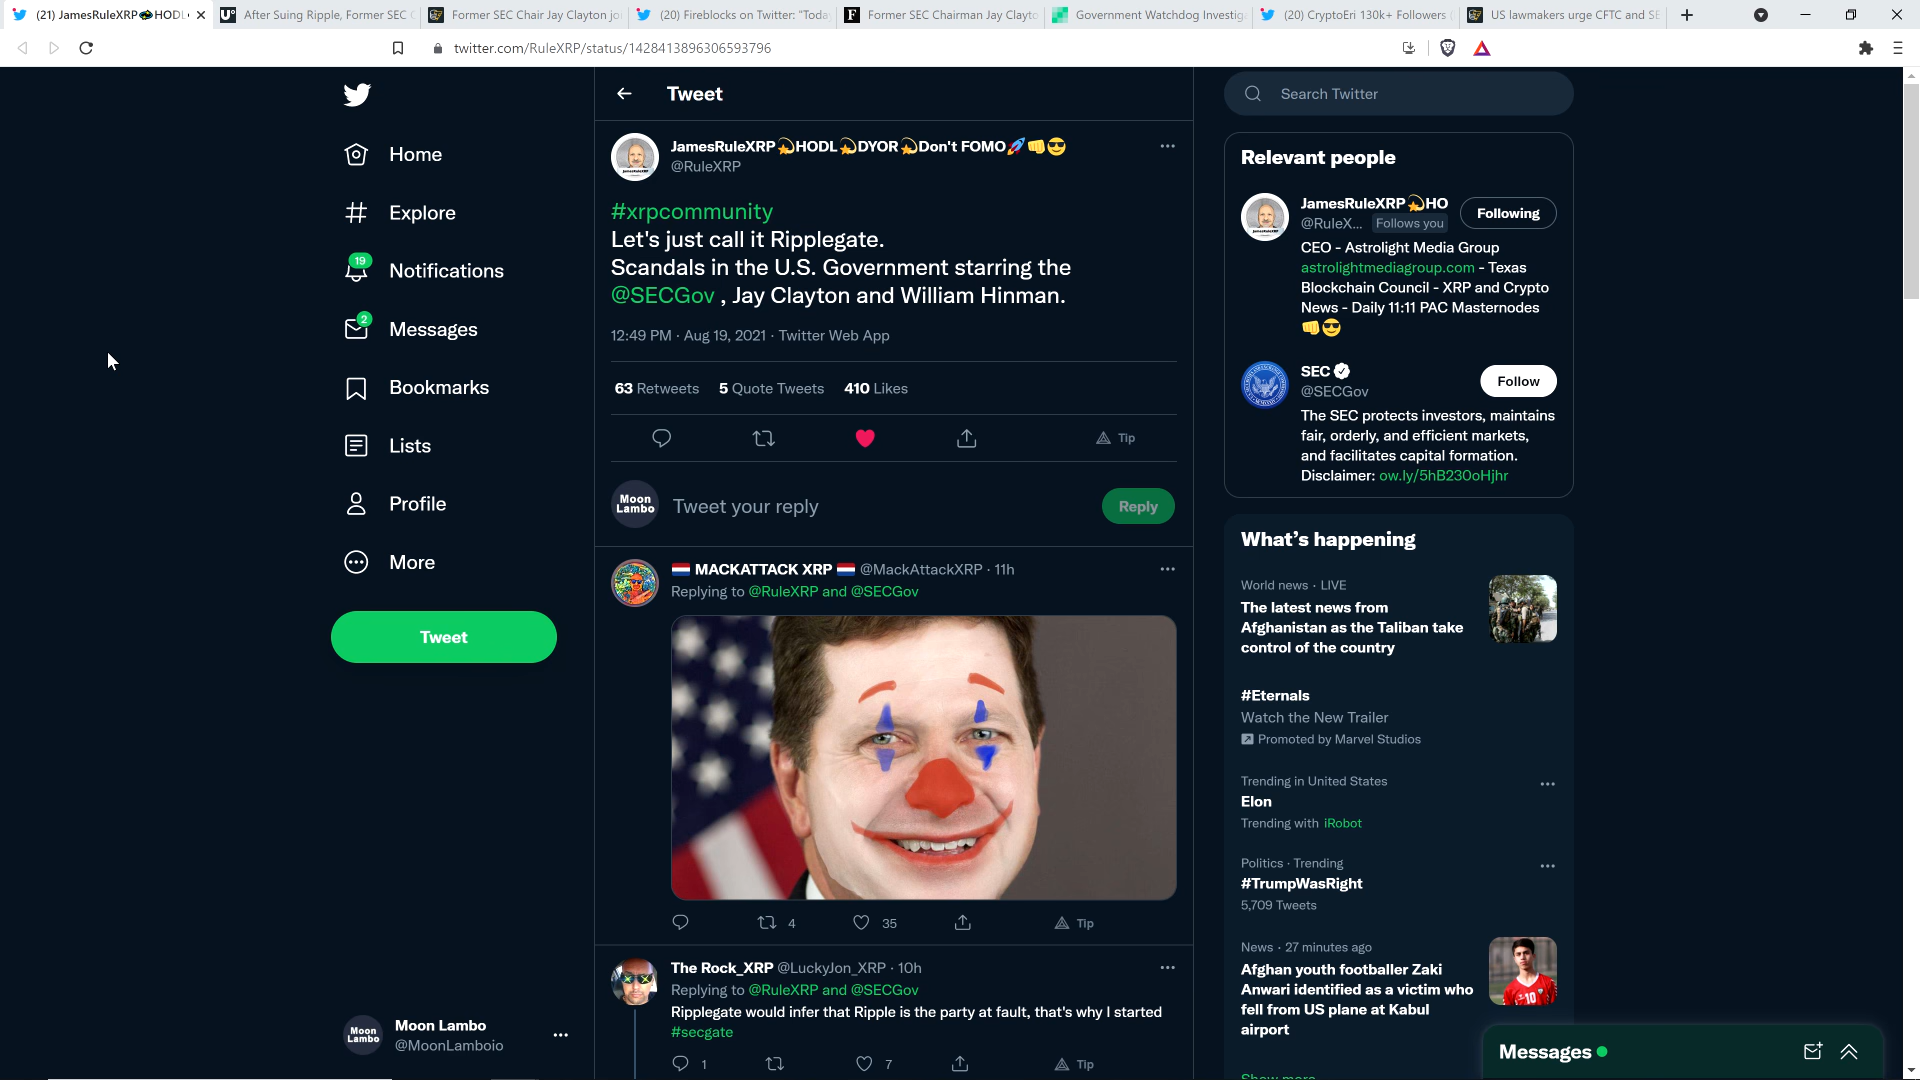 (21) JamesRuleXRP HODL
After Suing Ripple, Former SEC C
Former SEC Chair Jay Clayton jo
(20) Fireblocks on Twitter: "Toda
Former SEC Chairman Jay Clayto
Government Watchdog Investig
(20) CryptoEri 130k+ Followers
US lawmakers urge CFTC and SE
twitter.com/RuleXRP/status/1428413896306593796
Home
Explore
19
Notifications
2
Messages
Bookmarks
Lists
Profile
More
Tweet
Moon Lambo
Moon Lambo
@MoonLamboio
Tweet
JamesRuleXRP💫HODL💫DYOR💫Don't FOMO🚀👊😎
@RuleXRP
#xrpcommunity
Let's just call it Ripplegate.
Scandals in the U.S. Government starring the
@SECGov , Jay Clayton and William Hinman.
12:49 PM · Aug 19, 2021 · Twitter Web App
63 Retweets 5 Quote Tweets 410 Likes
Tip
Moon Lambo
Tweet your reply
Reply
MACKATTACK XRP @MackAttackXRP · 11h
Replying to @RuleXRP and @SECGov
4 35 Tip
The Rock_XRP @LuckyJon_XRP · 10h
Replying to @RuleXRP and @SECGov
Ripplegate would infer that Ripple is the party at fault, that's why I started
#secgate
1 7 Tip
Search Twitter
Relevant people
JamesRuleXRP💫HO
@RuleX... Follows you
Following
CEO - Astrolight Media Group
astrolightmediagroup.com - Texas
Blockchain Council - XRP and Crypto
News - Daily 11:11 PAC Masternodes
👊😎
SEC
@SECGov
Follow
The SEC protects investors, maintains
fair, orderly, and efficient markets,
and facilitates capital formation.
Disclaimer: ow.ly/5hB230oHjhr
What's happening
World news · LIVE
The latest news from
Afghanistan as the Taliban take
control of the country
#Eternals
Watch the New Trailer
Promoted by Marvel Studios
Trending in United States
Elon
Trending with iRobot
Politics · Trending
#TrumpWasRight
5,709 Tweets
News · 27 minutes ago
Afghan youth footballer Zaki
Anwari identified as a victim who
fell from US plane at Kabul
airport
Show more
Messages